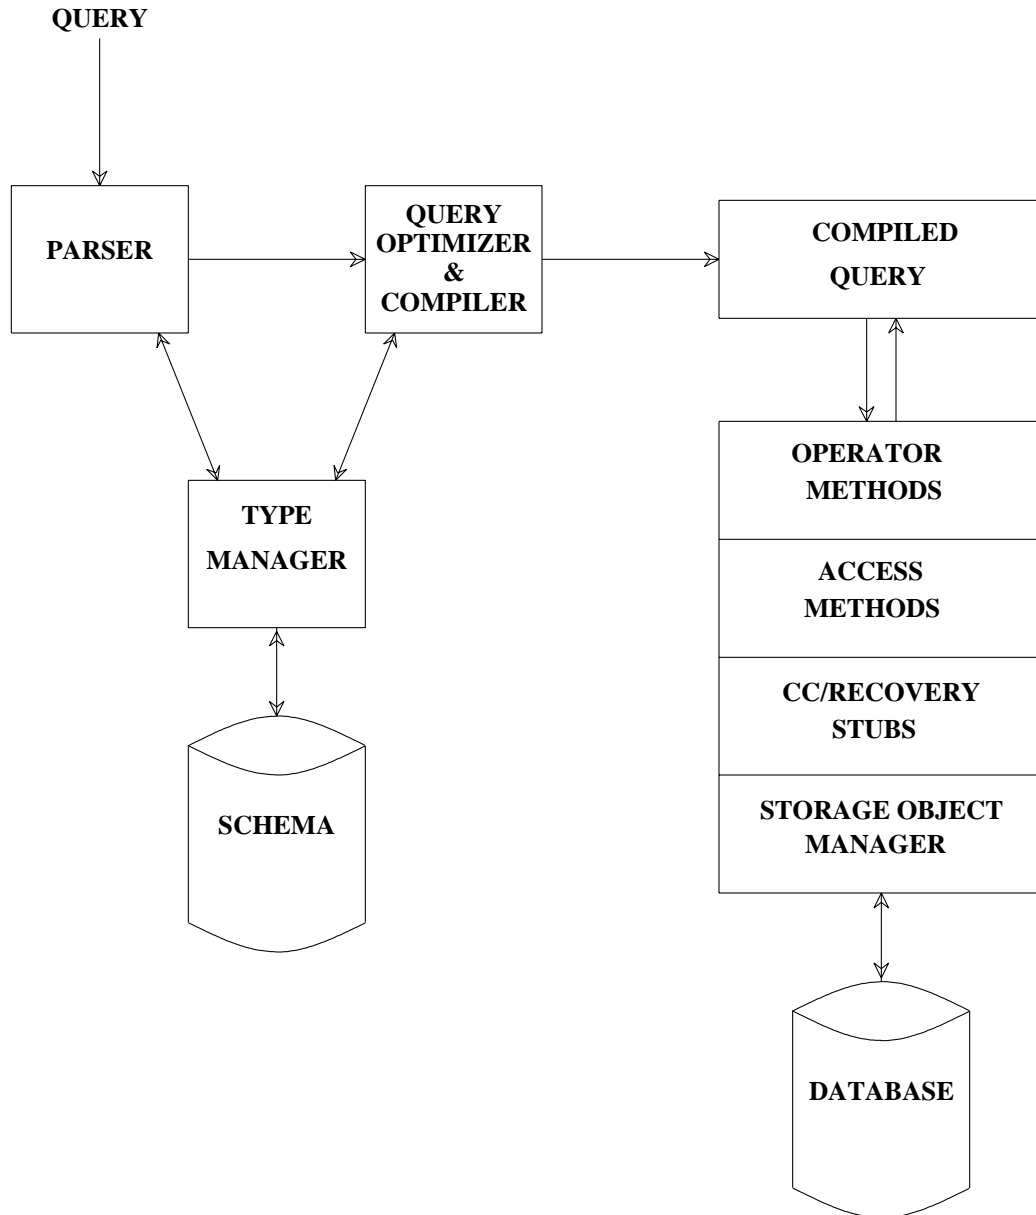 QUERY
PARSER
QUERY
OPTIMIZER
&
COMPILER
COMPILED
QUERY
OPERATOR
METHODS
ACCESS
METHODS
CC/RECOVERY
STUBS
STORAGE OBJECT
MANAGER
TYPE
MANAGER
SCHEMA
DATABASE